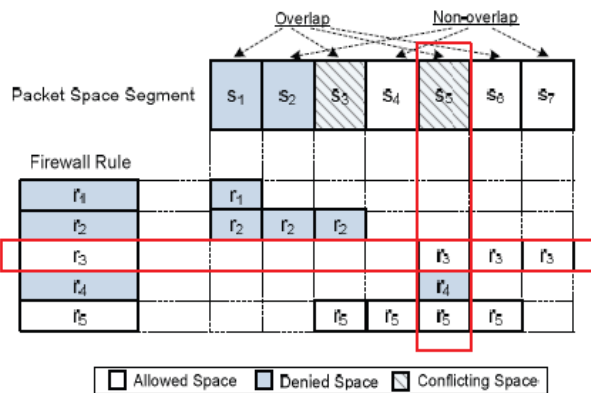 Overlap Non-overlap
Packet Space Segment s1 s2 s3 s4 s5 s6 s7
Firewall Rule
r1 r1
r2 r2 r2 r2
r3 r3 r3 r3
r4 r4
r5 r5 r5 r5 r5
Allowed Space Denied Space Conflicting Space